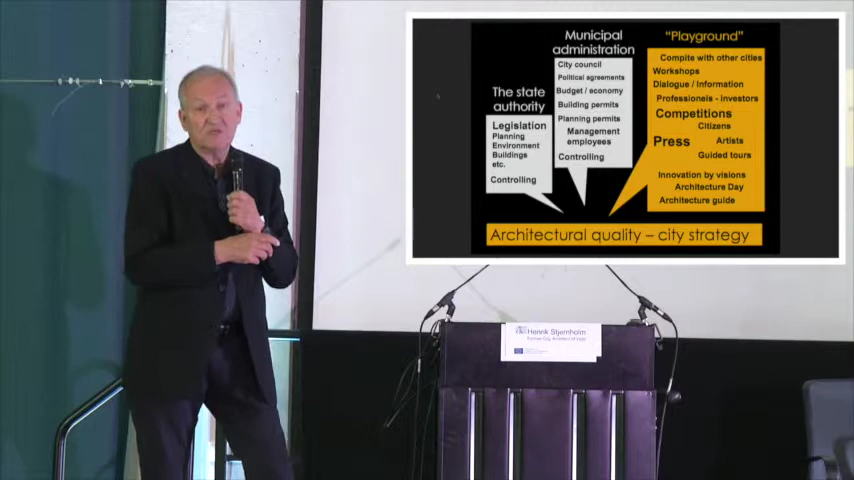 The state
authority
Legislation
Planning
Environment
Buildings
etc.
Controlling
Municipal
administration
City council
Political agreements
Budget / economy
Building permits
Planning permits
Management
employees
Controlling
"Playground"
Compite with other cities
Workshops
Dialogue / Information
Professionels - investors
Competitions
Citizens
Press
Artists
Guided tours
Innovation by visions
Architecture Day
Architecture guide
Architectural quality – city strategy
Henrik Stjernholm